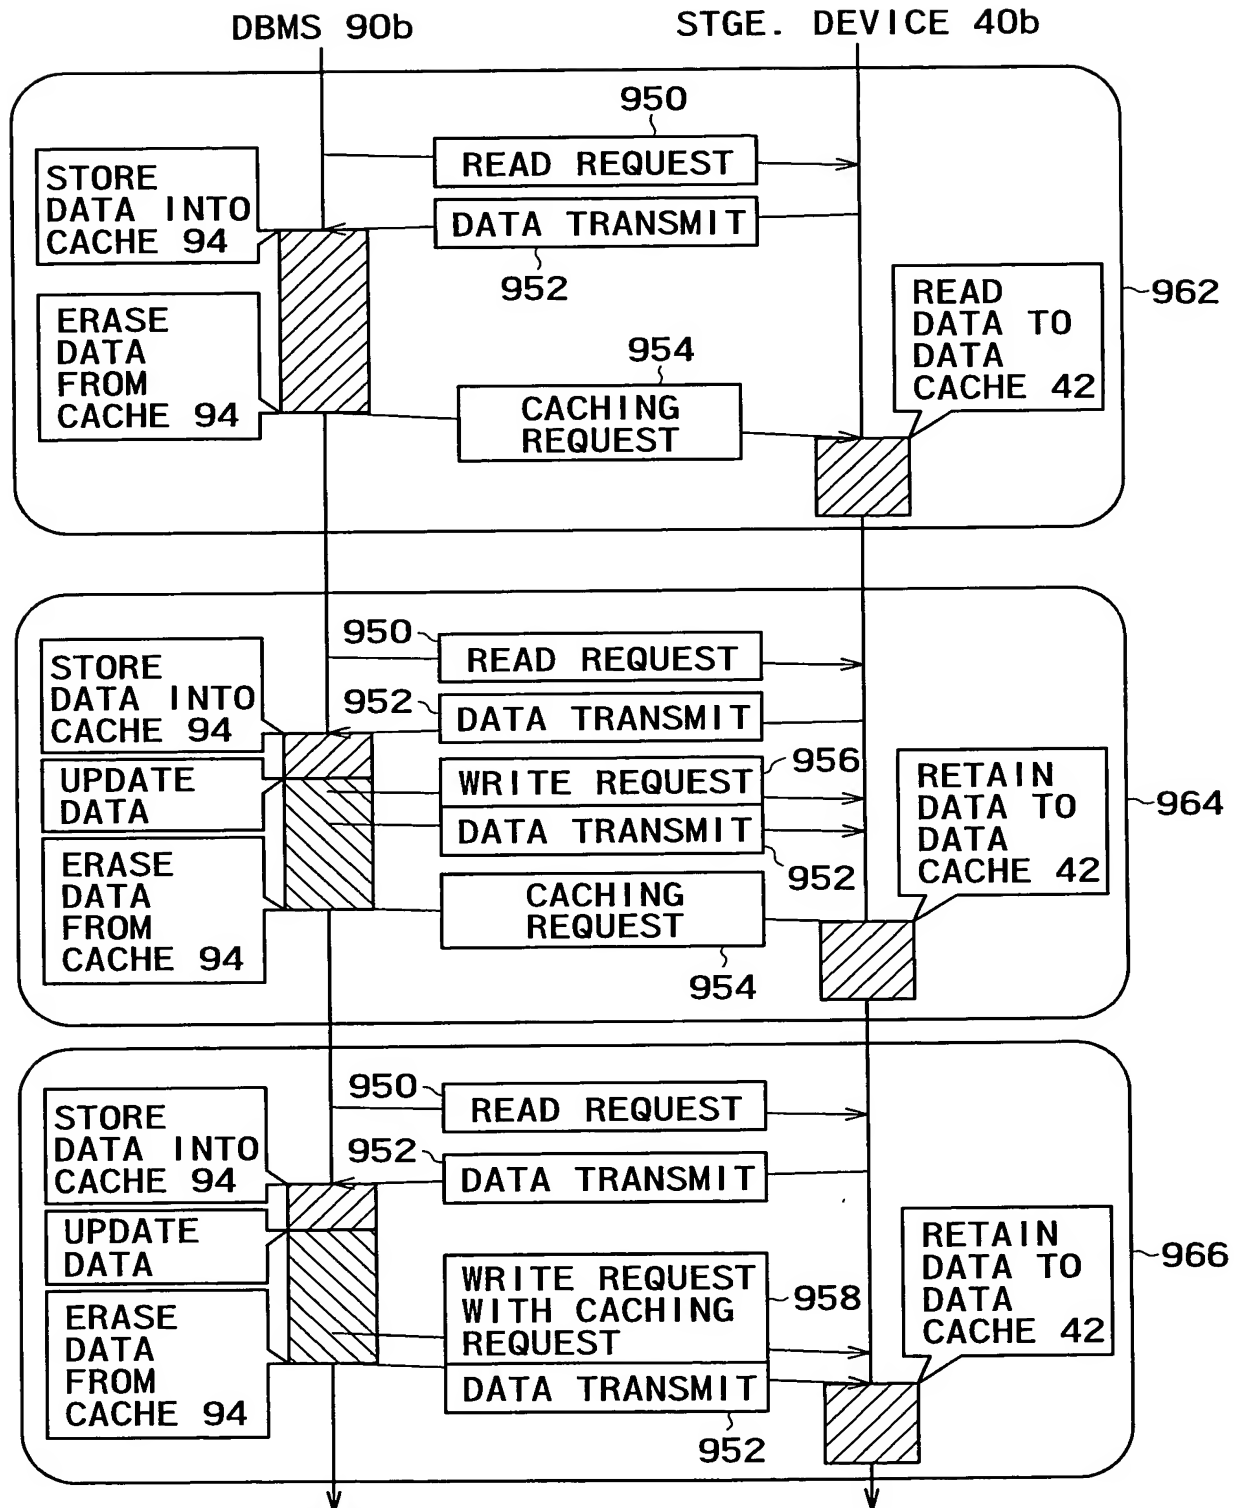 DBMS 90b
STGE. DEVICE 40b
950
READ REQUEST
STORE
DATA INTO
CACHE 94
DATA TRANSMIT
952
READ
DATA TO
DATA
CACHE 42
962
ERASE
DATA
FROM
CACHE 94
954
CACHING
REQUEST
950
READ REQUEST
STORE
DATA INTO
CACHE 94
952
DATA TRANSMIT
UPDATE
DATA
WRITE REQUEST
956
DATA TRANSMIT
952
RETAIN
DATA TO
DATA
CACHE 42
964
ERASE
DATA
FROM
CACHE 94
CACHING
REQUEST
954
950
READ REQUEST
STORE
DATA INTO
CACHE 94
952
DATA TRANSMIT
UPDATE
DATA
RETAIN
DATA TO
DATA
CACHE 42
966
WRITE REQUEST
WITH CACHING
REQUEST
958
ERASE
DATA
FROM
CACHE 94
DATA TRANSMIT
952